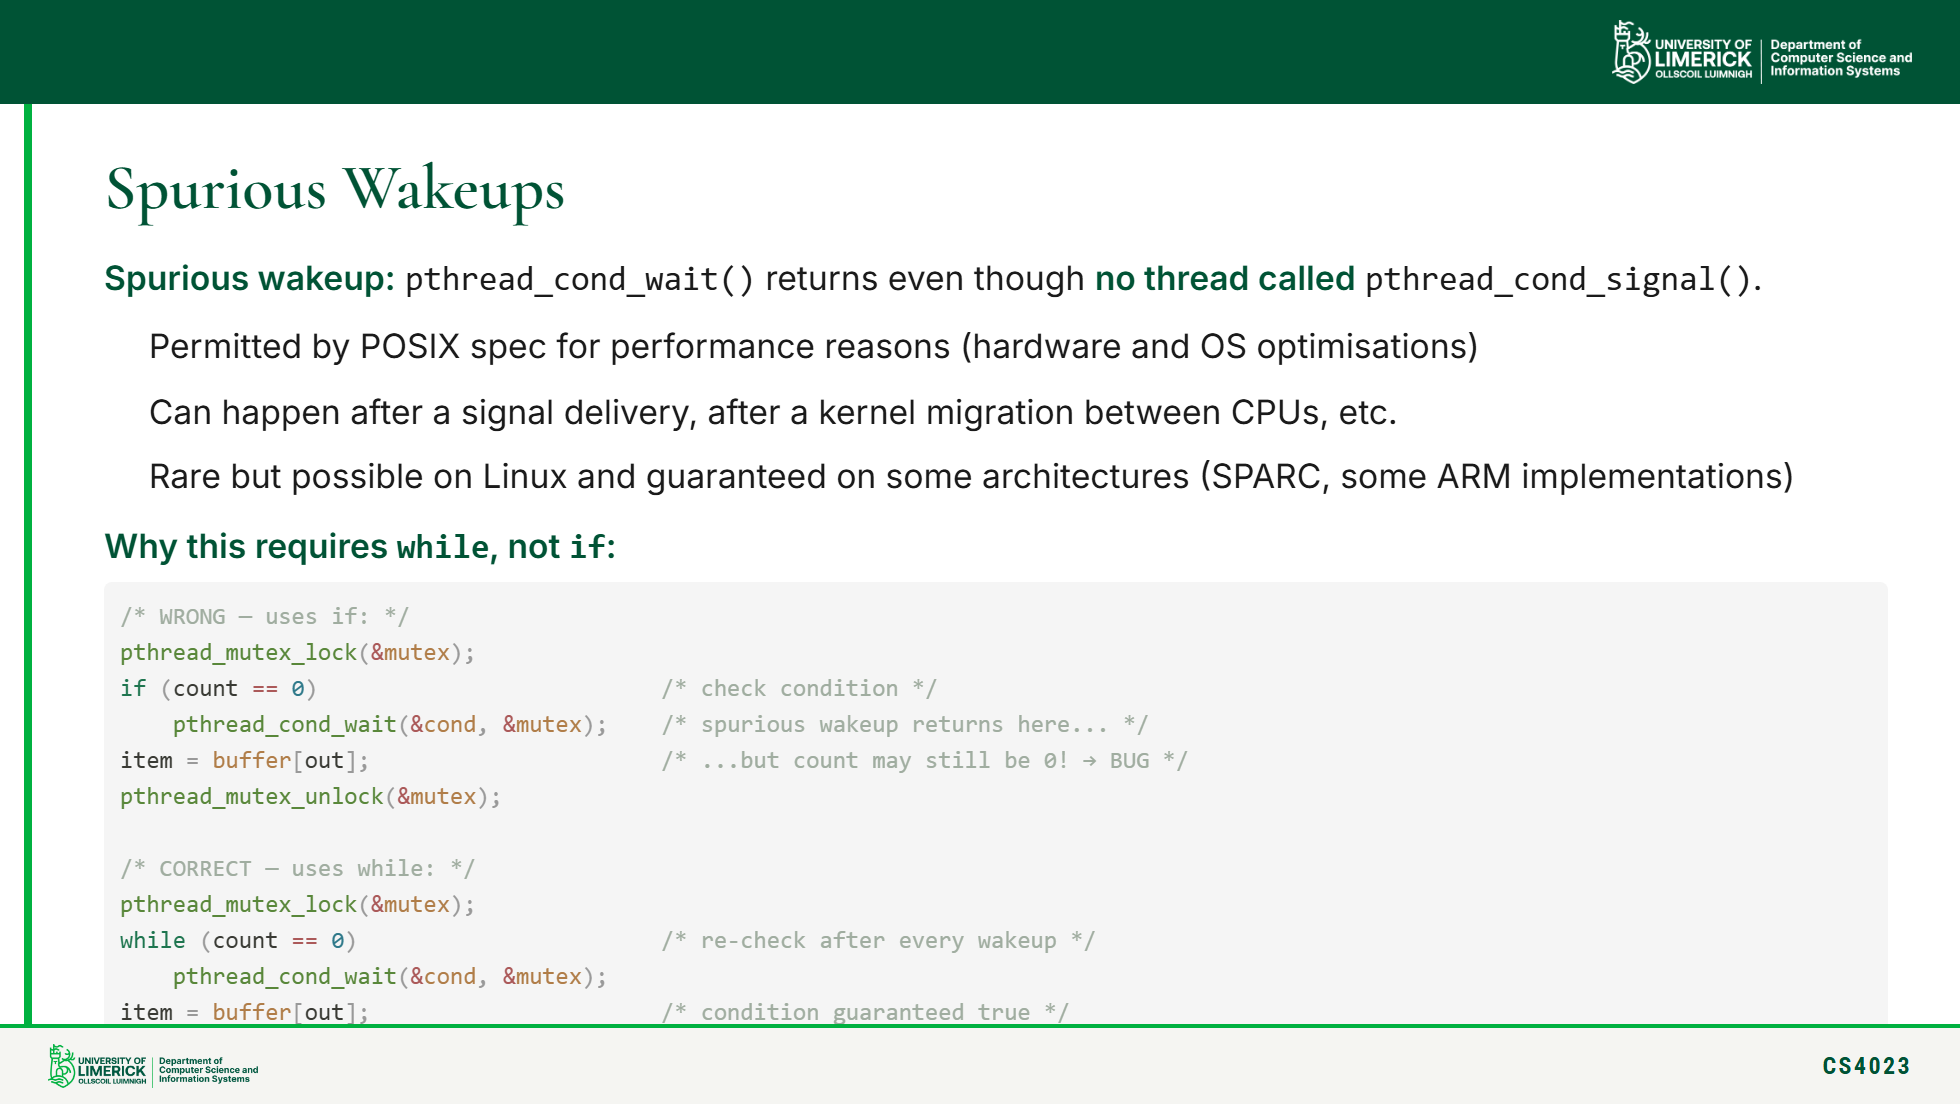 UNIVERSITY OF
LIMERICK
OLLSCOIL LUIMNIGH
Department of
Computer Science and
Information Systems
Spurious Wakeups
Spurious wakeup: pthread_cond_wait() returns even though no thread called pthread_cond_signal().
Permitted by POSIX spec for performance reasons (hardware and OS optimisations)
Can happen after a signal delivery, after a kernel migration between CPUs, etc.
Rare but possible on Linux and guaranteed on some architectures (SPARC, some ARM implementations)
Why this requires while, not if:
/* WRONG — uses if: */
pthread_mutex_lock(&mutex);
if (count == 0) /* check condition */
    pthread_cond_wait(&cond, &mutex); /* spurious wakeup returns here... */
item = buffer[out]; /* ...but count may still be 0! → BUG */
pthread_mutex_unlock(&mutex);
/* CORRECT — uses while: */
pthread_mutex_lock(&mutex);
while (count == 0) /* re-check after every wakeup */
    pthread_cond_wait(&cond, &mutex);
item = buffer[out]; /* condition guaranteed true */
UNIVERSITY OF
LIMERICK
OLLSCOIL LUIMNIGH
Department of
Computer Science and
Information Systems
CS4023